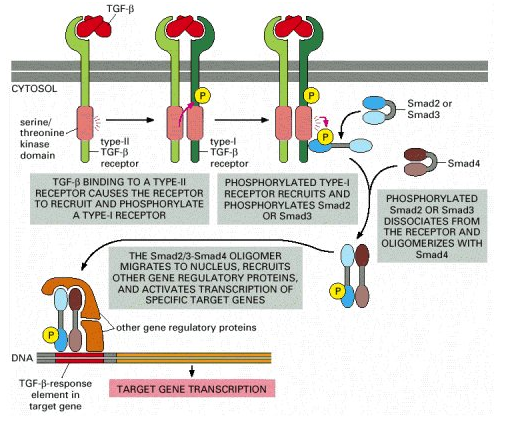 TGF-β
CYTOSOL
serine/
threonine
kinase
domain
type-II
TGF-β
receptor
P
type-I
TGF-β
receptor
P
P
Smad2 or
Smad3
Smad4
TGF-β BINDING TO A TYPE-II
RECEPTOR CAUSES THE RECEPTOR
TO RECRUIT AND PHOSPHORYLATE
A TYPE-I RECEPTOR
PHOSPHORYLATED TYPE-I
RECEPTOR RECRUITS AND
PHOSPHORYLATES Smad2
OR Smad3
PHOSPHORYLATED
Smad2 OR Smad3
DISSOCIATES FROM
THE RECEPTOR AND
OLIGOMERIZES WITH
Smad4
P
THE Smad2/3-Smad4 OLIGOMER
MIGRATES TO NUCLEUS, RECRUITS
OTHER GENE REGULATORY PROTEINS,
AND ACTIVATES TRANSCRIPTION OF
SPECIFIC TARGET GENES
P
other gene regulatory proteins
DNA
TGF-β-response
element in
target gene
TARGET GENE TRANSCRIPTION